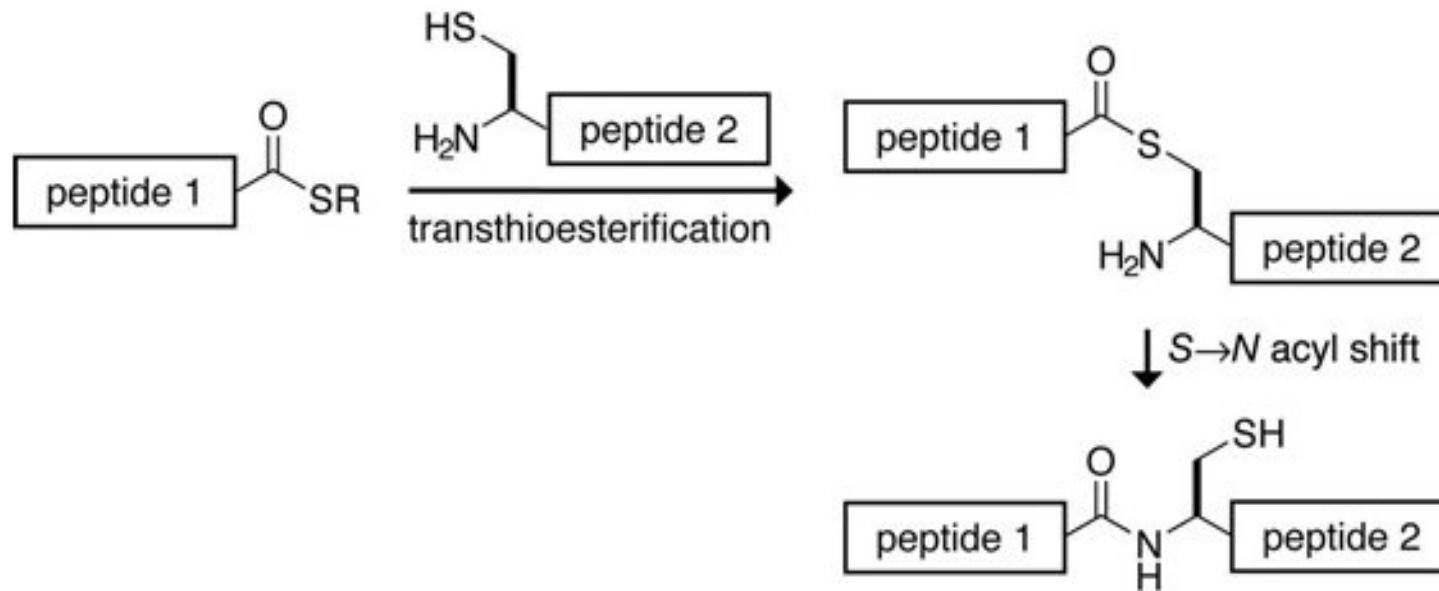 HS
H₂N
peptide 2
peptide 1
O
SR
transthioesterification
O
peptide 1
S
H₂N
peptide 2
S→N acyl shift
SH
O
peptide 1
N
H
peptide 2